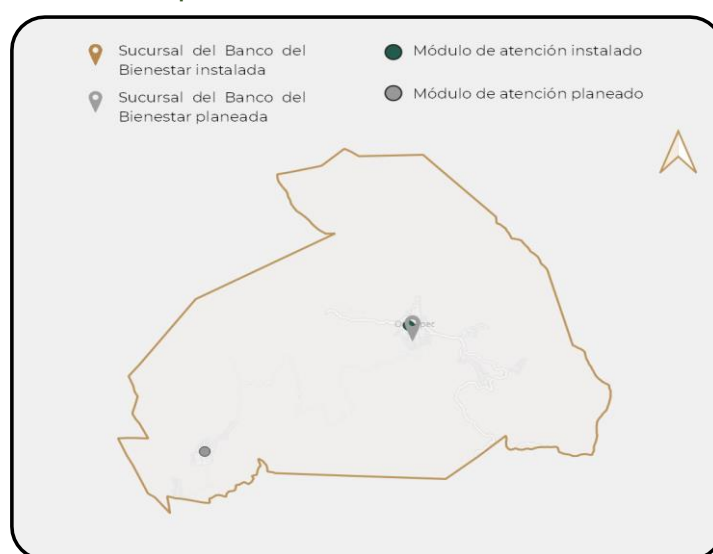 Sucursal del Banco del
Bienestar instalada
Sucursal del Banco del
Bienestar planeada
Módulo de atención instalado
Módulo de atención planeado